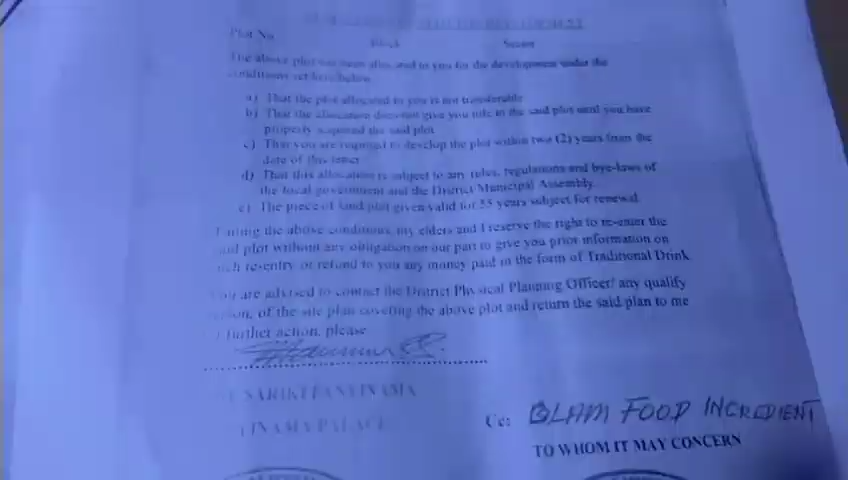 Plot No.
Block Sector
The above plot has been allocated to you for the development under the
conditions set here below
a) That the plot allocated to you is not transferable
b) That the allocation does not give you title to the said plot until you have
properly acquired the said plot
c) That you are required to develop the plot within two (2) years from the
date of this letter
d) That this allocation is subject to any rules, regulations and bye-laws of
the local government and the District Municipal Assembly.
e) The piece of land plot given valid for 55 years subject for renewal
the above conditions, my elders and I reserve the right to re-enter the
said plot without any obligation on our part to give you prior information on
such re-entry or refund to you any money paid in the form of Traditional Drink
You are advised to contact the District Physical Planning Officer/ any qualify
of the site plan covering the above plot and return the said plan to me
further action, please
PALACE
Cc: GLAM FOOD INCREDIENT
TO WHOM IT MAY CONCERN